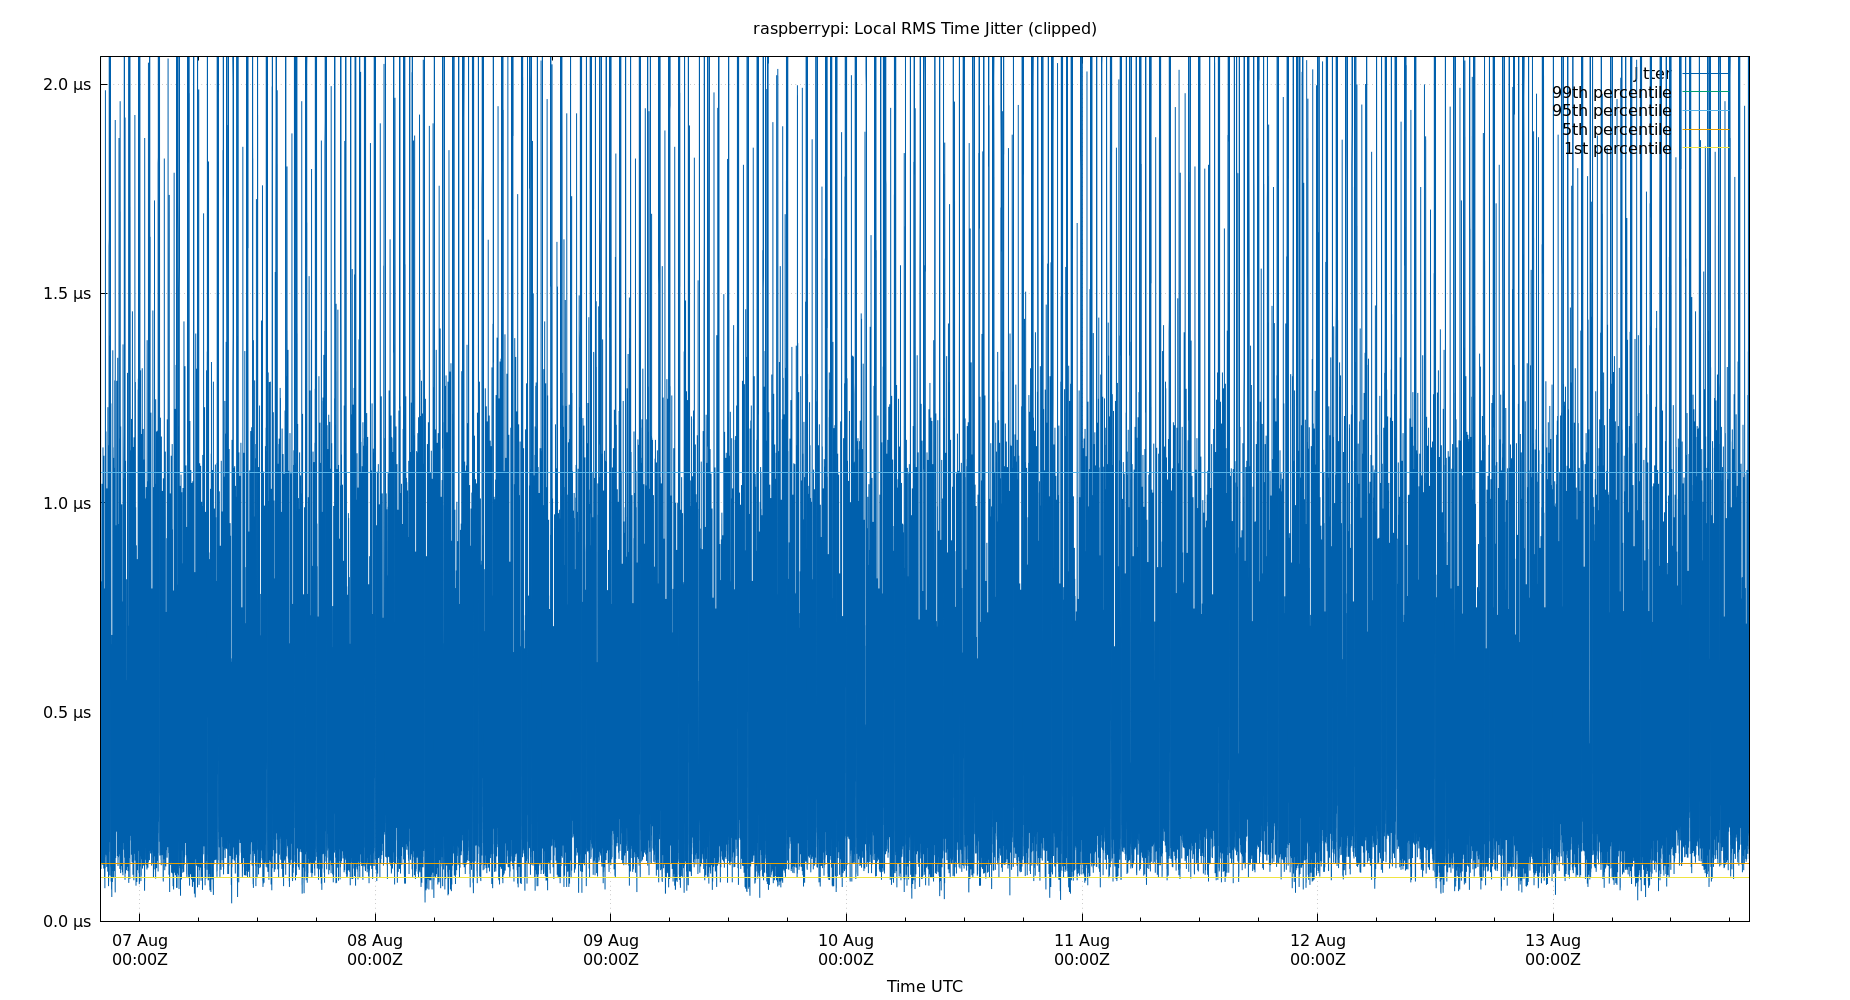 raspberrypi: Local RMS Time Jitter (clipped)
2.0 µs
1.5 µs
1.0 µs
0.5 µs
0.0 µs
jitter
99th percentile
95th percentile
5th percentile
1st percentile
07 Aug
00:00Z
08 Aug
00:00Z
09 Aug
00:00Z
10 Aug
00:00Z
11 Aug
00:00Z
12 Aug
00:00Z
13 Aug
00:00Z
Time UTC